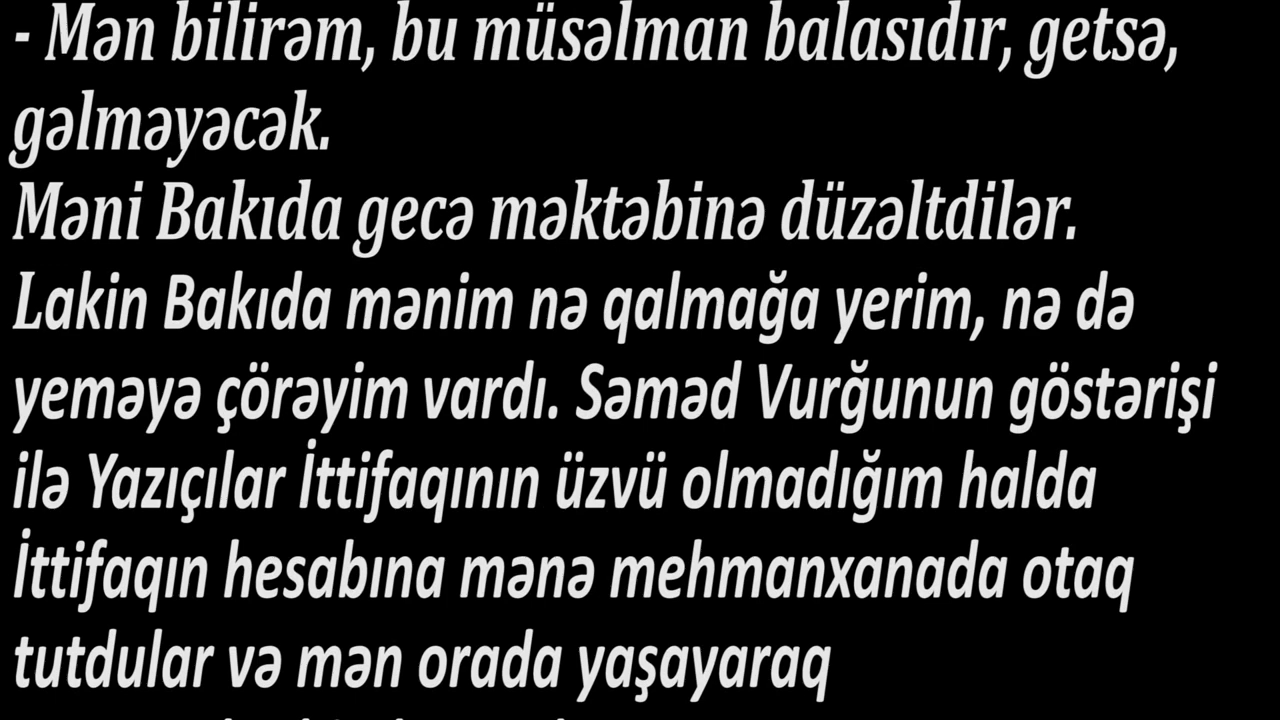 - Mən bilirəm, bu müsəlman balasıdır, getsə,
gəlməyəcək.
Məni Bakıda gecə məktəbinə düzəltdilər.
Lakin Bakıda mənim nə qalmağa yerim, nə də
yeməyə çörəyim vardı. Səməd Vurğunun göstərişi
ilə Yazıçılar İttifaqının üzvü olmadığım halda
İttifaqın hesabına mənə mehmanxanada otaq
tutdular və mən orada yaşayaraq